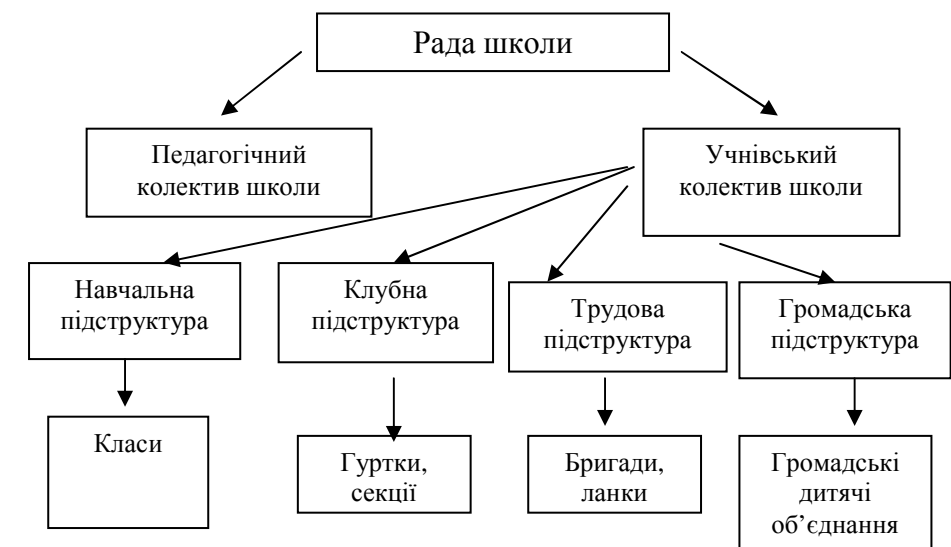 Рада школи
Педагогічний
колектив школи
Учнівський
колектив школи
Навчальна
підструктура
Клубна
підструктура
Трудова
підструктура
Громадська
підструктура
Класи
Гуртки,
секції
Бригади,
ланки
Громадські
дитячі
об’єднання